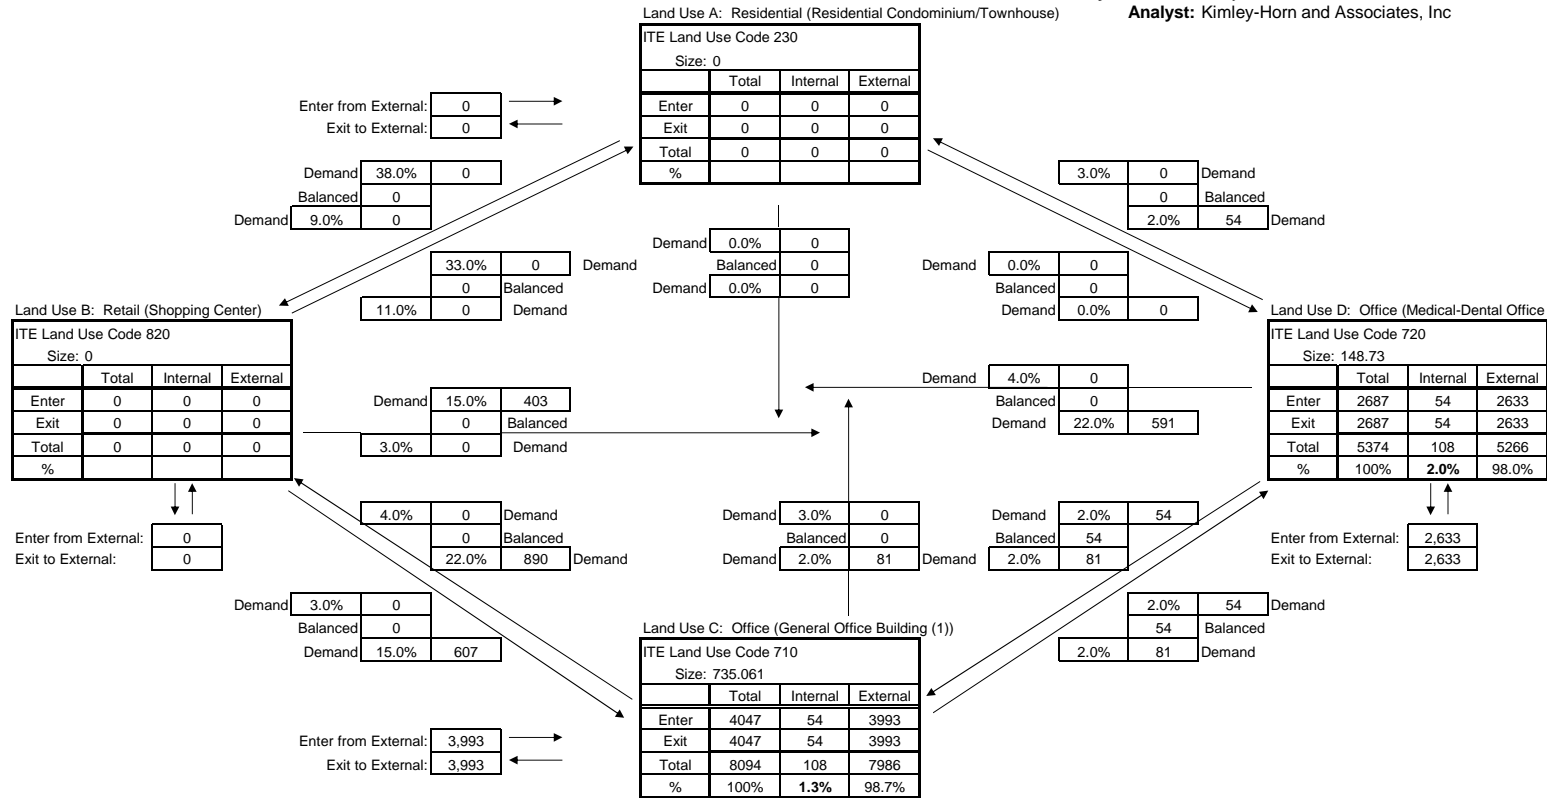 Analyst: Kimley-Horn and Associates, Inc
Land Use A: Residential (Residential Condominium/Townhouse)
ITE Land Use Code 230
Size: 0
Total Internal External
Enter 0 0 0
Exit 0 0 0
Total 0 0 0
%
Enter from External: 0
Exit to External: 0
Demand 38.0% 0
Balanced 0
Demand 9.0% 0
3.0% 0 Demand
0 Balanced
2.0% 54 Demand
33.0% 0 Demand
0 Balanced
11.0% 0 Demand
Demand 0.0% 0
Balanced 0
Demand 0.0% 0
Demand 0.0% 0
Balanced 0
Demand 0.0% 0
Land Use B: Retail (Shopping Center)
ITE Land Use Code 820
Size: 0
Total Internal External
Enter 0 0 0
Exit 0 0 0
Total 0 0 0
%
Enter from External: 0
Exit to External: 0
Demand 15.0% 403
0 Balanced
3.0% 0 Demand
Demand 4.0% 0
Balanced 0
Demand 22.0% 591
Land Use D: Office (Medical-Dental Office
ITE Land Use Code 720
Size: 148.73
Total Internal External
Enter 2687 54 2633
Exit 2687 54 2633
Total 5374 108 5266
% 100% 2.0% 98.0%
Enter from External: 2,633
Exit to External: 2,633
4.0% 0 Demand
0 Balanced
22.0% 890 Demand
Demand 3.0% 0
Balanced 0
Demand 2.0% 81
Demand 2.0% 54
Balanced 54
Demand 2.0% 81
Demand 3.0% 0
Balanced 0
Demand 15.0% 607
2.0% 54 Demand
54 Balanced
2.0% 81 Demand
Land Use C: Office (General Office Building (1))
ITE Land Use Code 710
Size: 735.061
Total Internal External
Enter 4047 54 3993
Exit 4047 54 3993
Total 8094 108 7986
% 100% 1.3% 98.7%
Enter from External: 3,993
Exit to External: 3,993